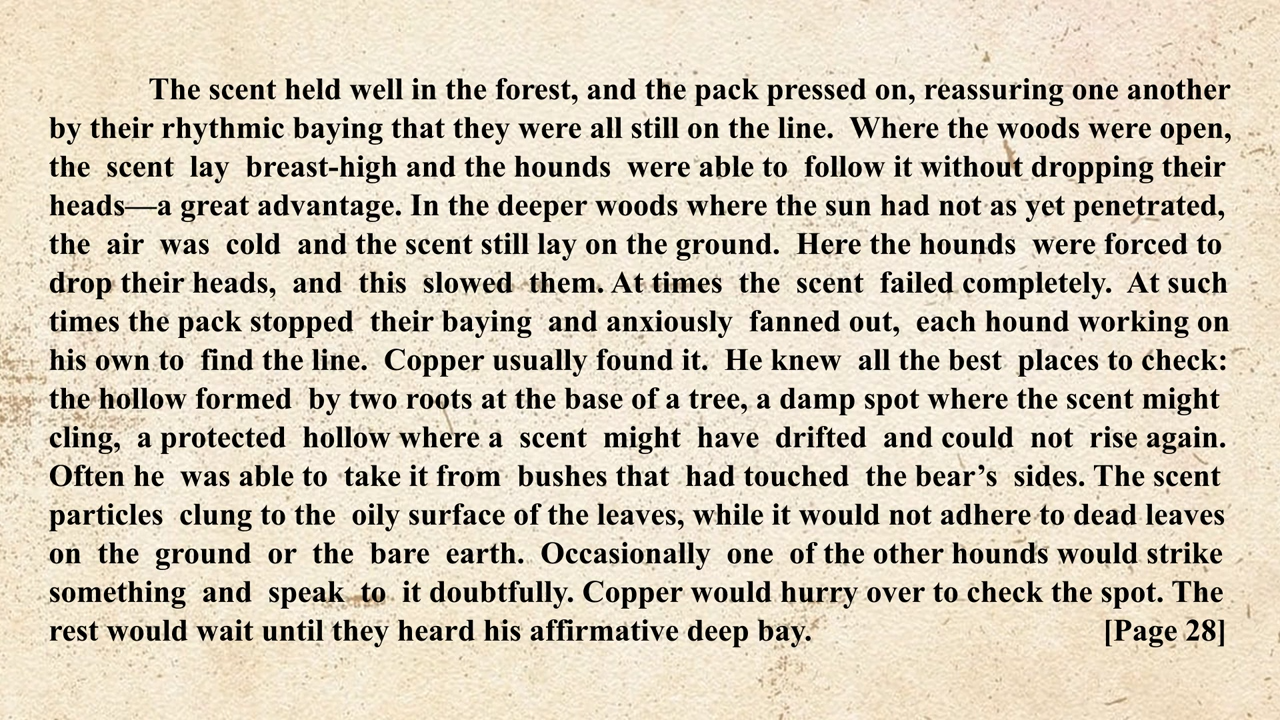 The scent held well in the forest, and the pack pressed on, reassuring one another
by their rhythmic baying that they were all still on the line. Where the woods were open,
the scent lay breast-high and the hounds were able to follow it without dropping their
heads—a great advantage. In the deeper woods where the sun had not as yet penetrated,
the air was cold and the scent still lay on the ground. Here the hounds were forced to
drop their heads, and this slowed them. At times the scent failed completely. At such
times the pack stopped their baying and anxiously fanned out, each hound working on
his own to find the line. Copper usually found it. He knew all the best places to check:
the hollow formed by two roots at the base of a tree, a damp spot where the scent might
cling, a protected hollow where a scent might have drifted and could not rise again.
Often he was able to take it from bushes that had touched the bear’s sides. The scent
particles clung to the oily surface of the leaves, while it would not adhere to dead leaves
on the ground or the bare earth. Occasionally one of the other hounds would strike
something and speak to it doubtfully. Copper would hurry over to check the spot. The
rest would wait until they heard his affirmative deep bay. [Page 28]